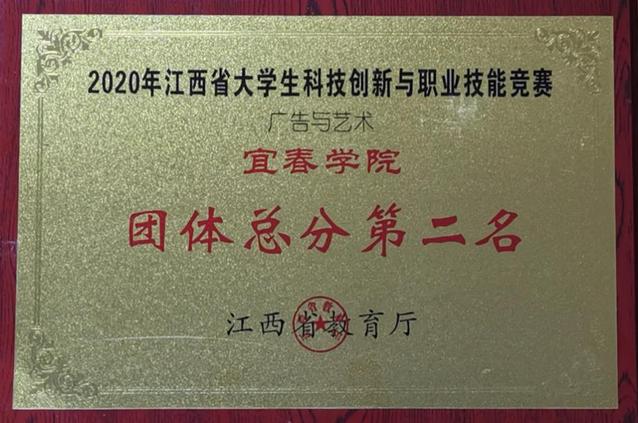 2020年江西省大学生科技创新与职业技能竞赛
广告与艺术
宜春学院
团体总分第二名
江西省教育厅